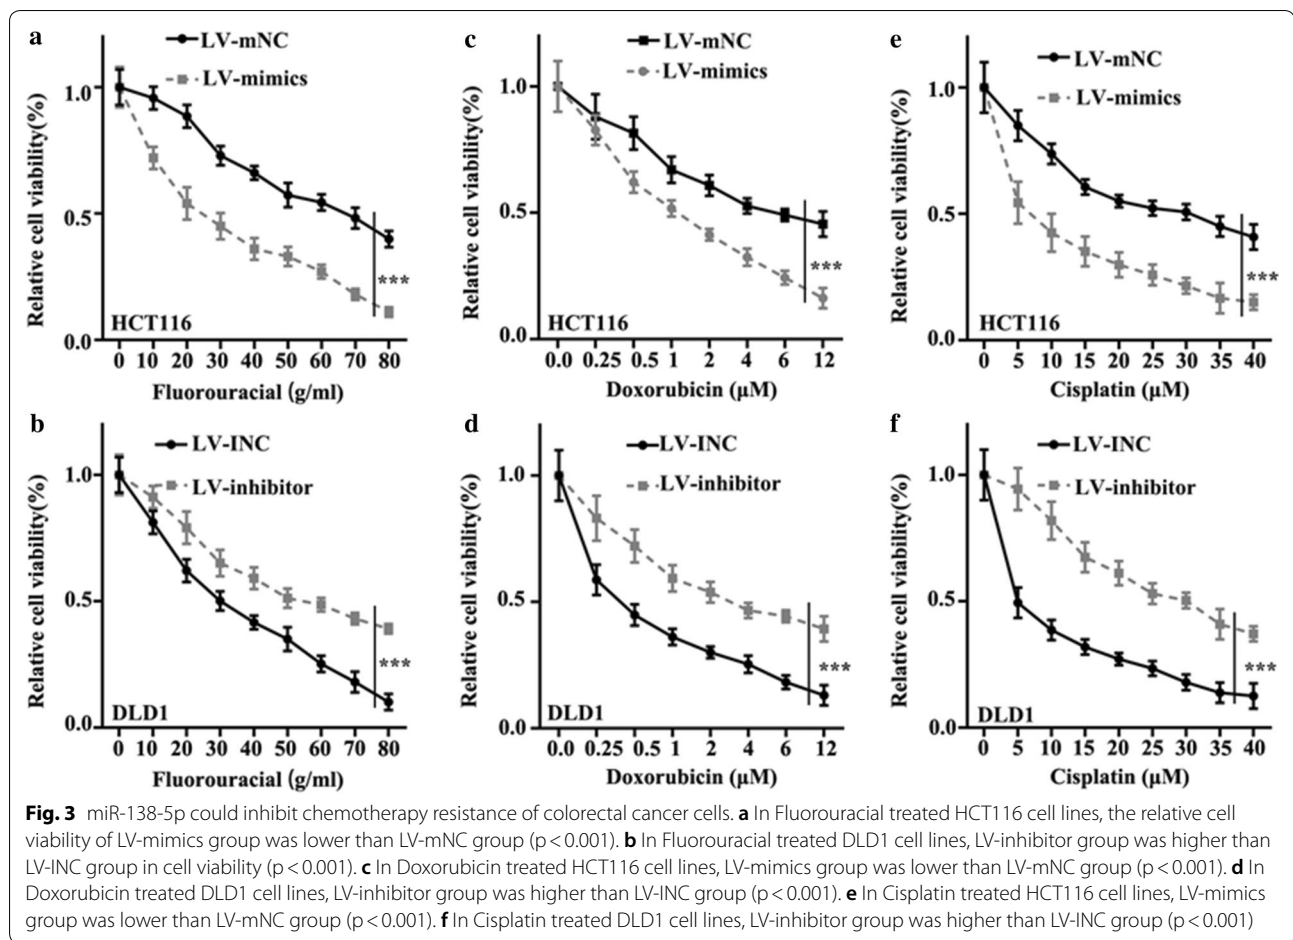 a
LV-mNC
LV-mimics
Relative cell viability(%)
1.0
0.5
0.0
HCT116
0 10 20 30 40 50 60 70 80
Fluorouracial (g/ml)
c
LV-mNC
LV-mimics
Relative cell viability(%)
1.0
0.5
0.0
***
HCT116
0.0 0.25 0.5 1 2 4 6 12
Doxorubicin (μM)
e
LV-mNC
LV-mimics
Relative cell viability(%)
1.0
0.5
0.0
***
HCT116
0 5 10 15 20 25 30 35 40
Cisplatin (μM)
***
b
LV-INC
LV-inhibitor
Relative cell viability(%)
1.0
0.5
0.0
***
DLD1
0 10 20 30 40 50 60 70 80
Fluorouracial (g/ml)
d
LV-INC
LV-inhibitor
Relative cell viability(%)
1.0
0.5
0.0
***
DLD1
0.0 0.25 0.5 1 2 4 6 12
Doxorubicin (μM)
f
LV-INC
LV-inhibitor
Relative cell viability(%)
1.0
0.5
0.0
***
DLD1
0 5 10 15 20 25 30 35 40
Cisplatin (μM)
Fig. 3 miR-138-5p could inhibit chemotherapy resistance of colorectal cancer cells. a In Fluorouracial treated HCT116 cell lines, the relative cell
viability of LV-mimics group was lower than LV-mNC group (p < 0.001). b In Fluorouracial treated DLD1 cell lines, LV-inhibitor group was higher than
LV-INC group in cell viability (p < 0.001). c In Doxorubicin treated HCT116 cell lines, LV-mimics group was lower than LV-mNC group (p < 0.001). d In
Doxorubicin treated DLD1 cell lines, LV-inhibitor group was higher than LV-INC group (p < 0.001). e In Cisplatin treated HCT116 cell lines, LV-mimics
group was lower than LV-mNC group (p < 0.001). f In Cisplatin treated DLD1 cell lines, LV-inhibitor group was higher than LV-INC group (p < 0.001)